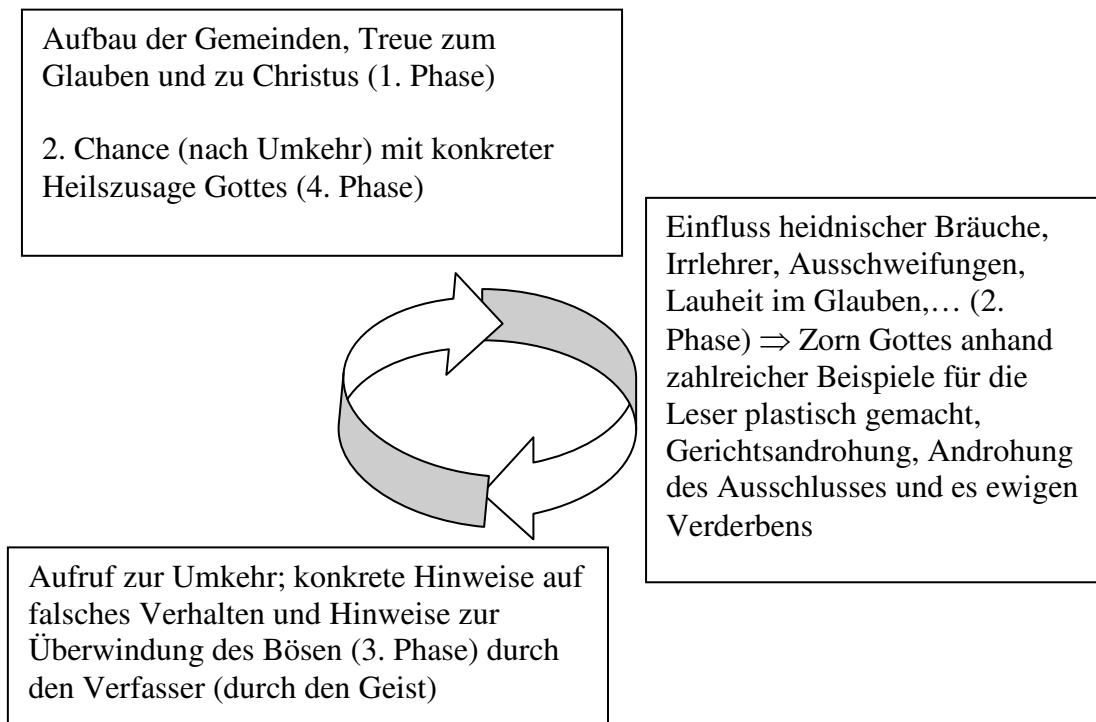 Aufbau der Gemeinden, Treue zum
Glauben und zu Christus (1. Phase)
2. Chance (nach Umkehr) mit konkreter
Heilszusage Gottes (4. Phase)
Einfluss heidnischer Bräuche,
Irrlehrer, Ausschweifungen,
Lauheit im Glauben,… (2.
Phase) ⇒ Zorn Gottes anhand
zahlreicher Beispiele für die
Leser plastisch gemacht,
Gerichtsandrohung, Androhung
des Ausschlusses und es ewigen
Verderbens
Aufruf zur Umkehr; konkrete Hinweise auf
falsches Verhalten und Hinweise zur
Überwindung des Bösen (3. Phase) durch
den Verfasser (durch den Geist)